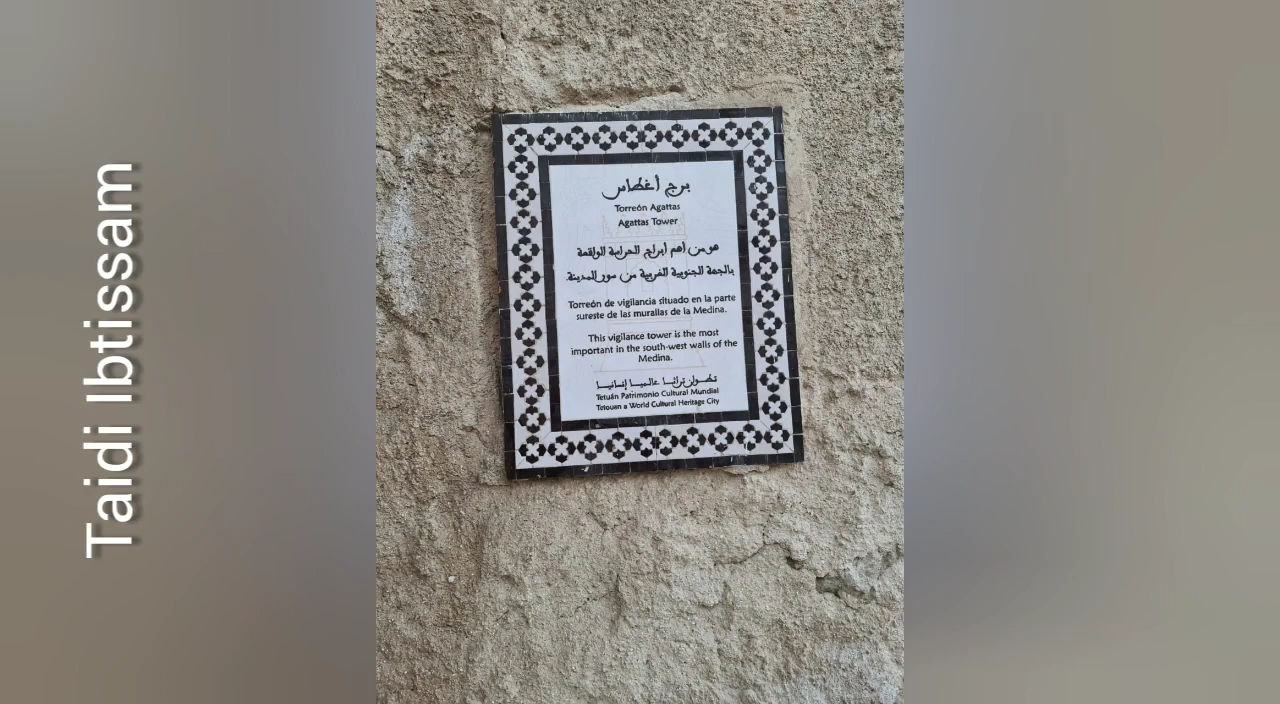 Taidi Ibtissam
برج أغطاس
Torreón Agattas
Agattas Tower
هو من أهم أبراج الحراسة الواقعة
بالجهة الجنوبية الغربية من سور المدينة.
Torreón de vigilancia situado en la parte
sureste de las murallas de la Medina.
This vigilance tower is the most
important in the south-west walls of the
Medina.
تطوان تراثا عالميا إنسانيا
Tetuán Patrimonio Cultural Mundial
Tetouan a World Cultural Heritage City